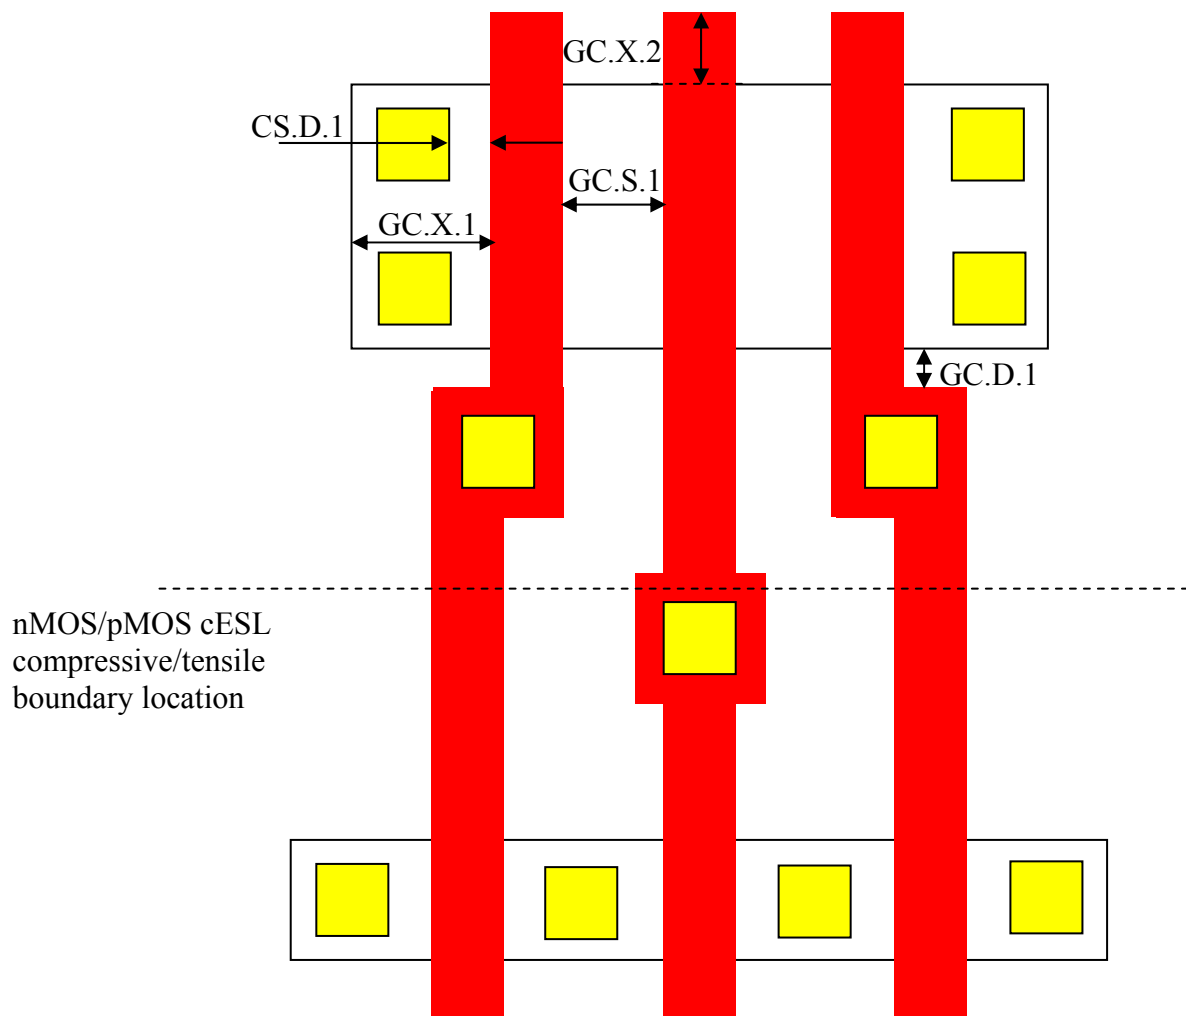 GC.X.2
CS.D.1
GC.S.1
GC.X.1
GC.D.1
nMOS/pMOS cESL
compressive/tensile
boundary location